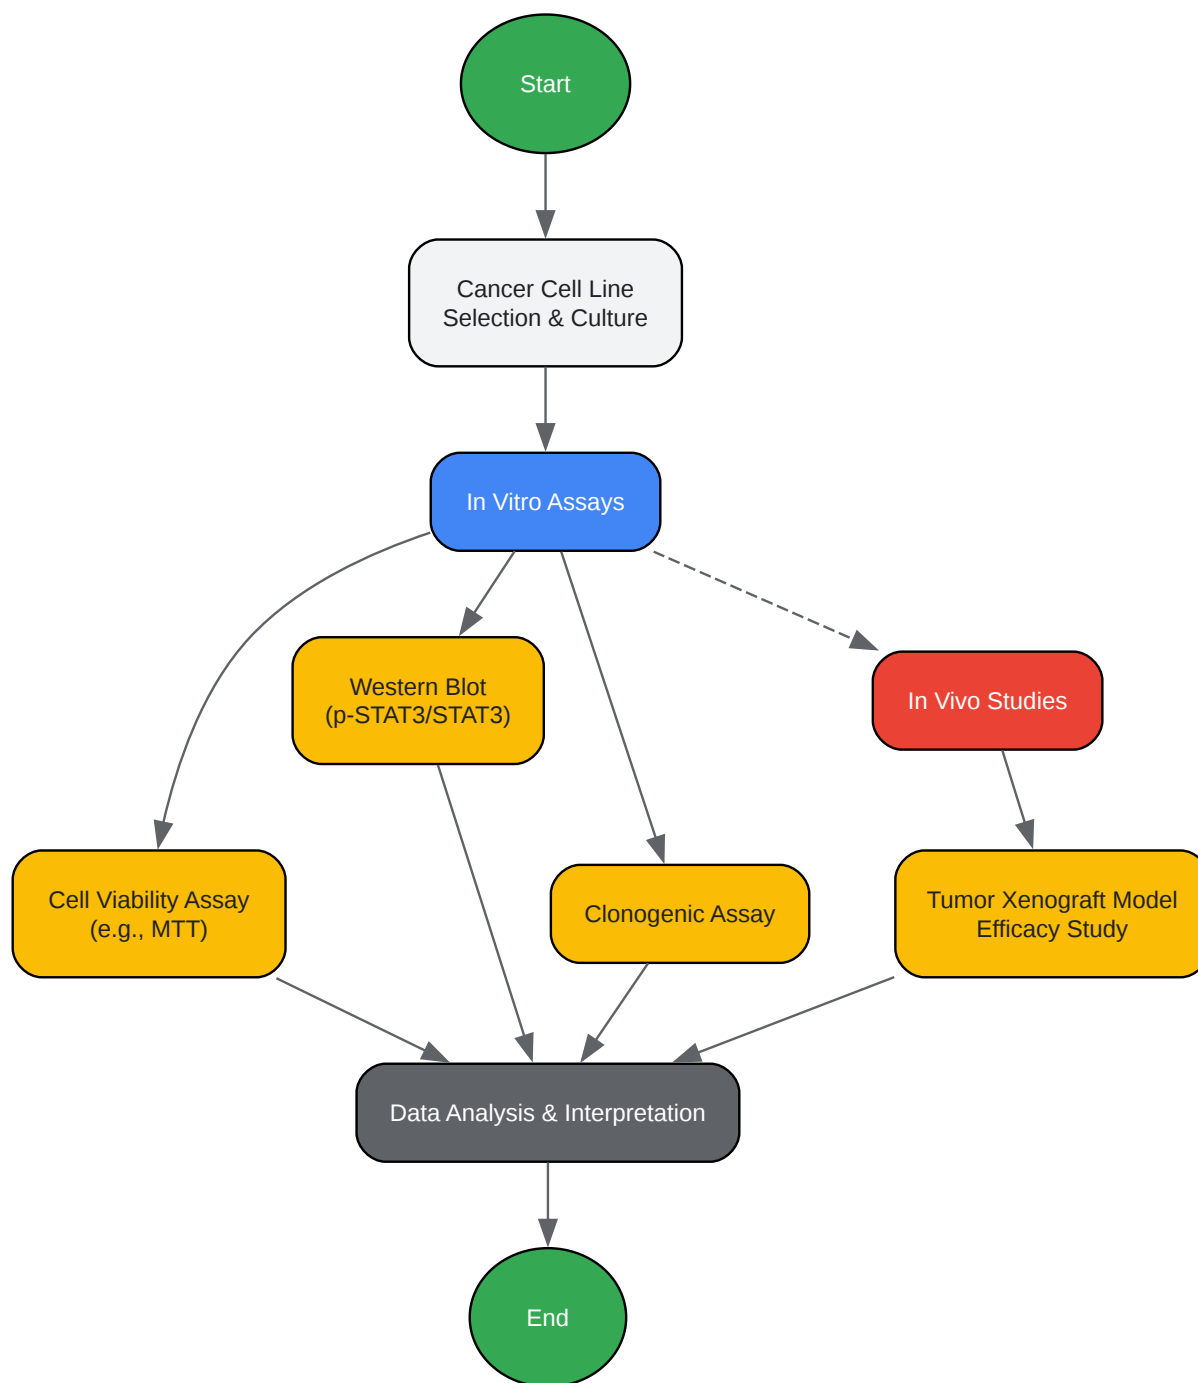 Start
Cancer Cell Line
Selection & Culture
In Vitro Assays
Western Blot
(p-STAT3/STAT3)
In Vivo Studies
Cell Viability Assay
(e.g., MTT)
Clonogenic Assay
Tumor Xenograft Model
Efficacy Study
Data Analysis & Interpretation
End